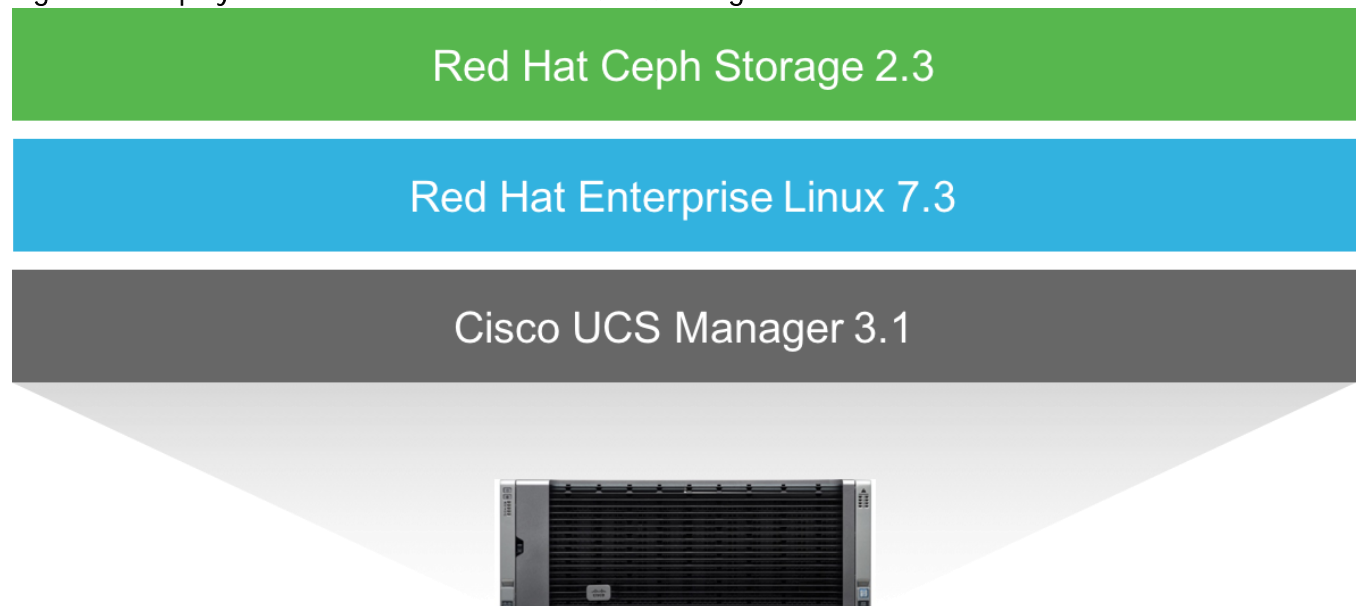 Red Hat Ceph Storage 2.3
Red Hat Enterprise Linux 7.3
Cisco UCS Manager 3.1